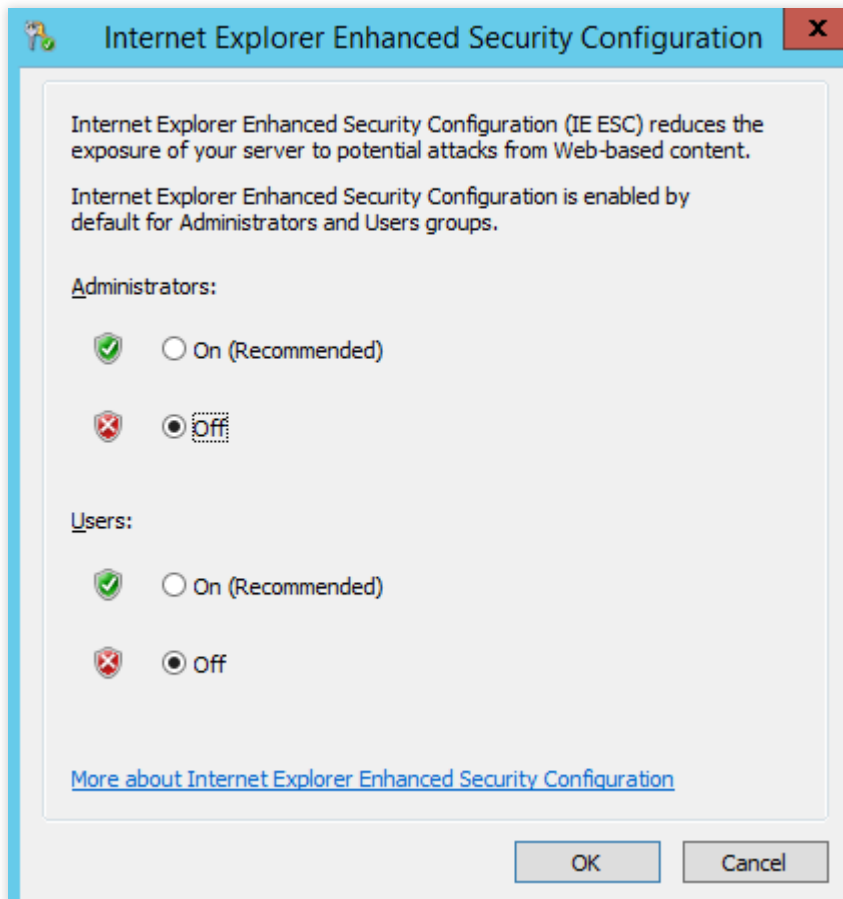 Internet Explorer Enhanced Security Configuration
x
Internet Explorer Enhanced Security Configuration (IE ESC) reduces the
exposure of your server to potential attacks from Web-based content.
Internet Explorer Enhanced Security Configuration is enabled by
default for Administrators and Users groups.
Administrators:
On (Recommended)
Off
Users:
On (Recommended)
Off
More about Internet Explorer Enhanced Security Configuration
OK Cancel